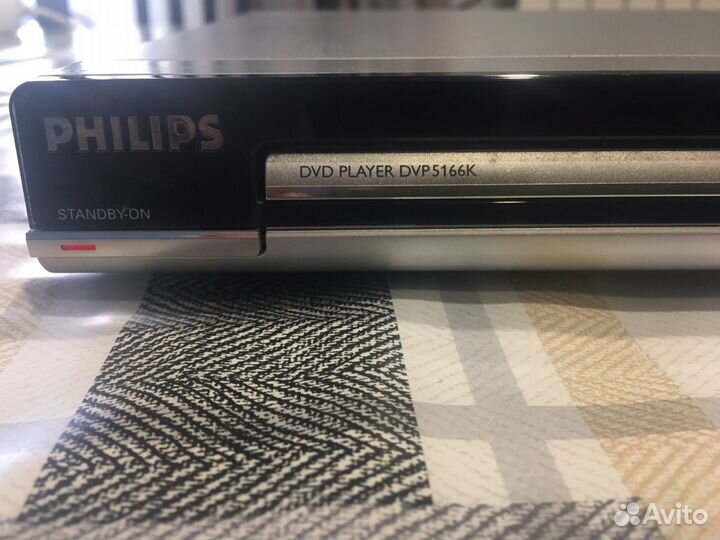 PHILIPS
DVD PLAYER DVP5166K
STANDBY-ON
Avito